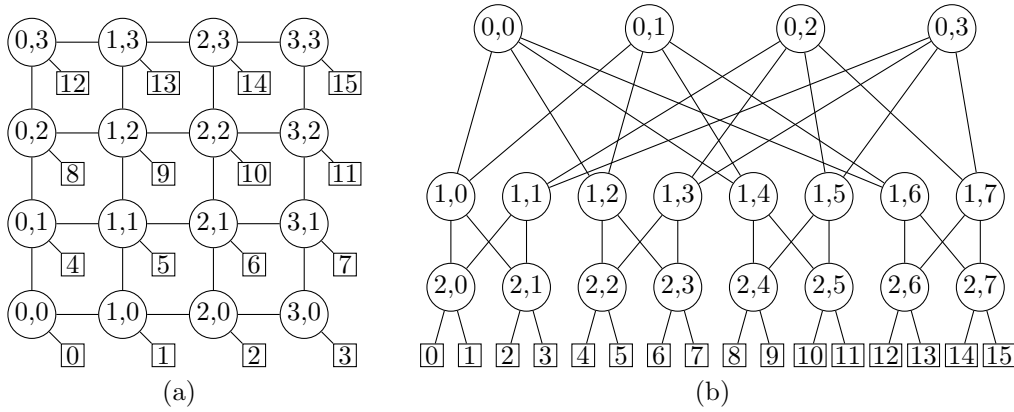 0,3 1,3 2,3 3,3
12 13 14 15
0,2 1,2 2,2 3,2
8 9 10 11
0,1 1,1 2,1 3,1
4 5 6 7
0,0 1,0 2,0 3,0
0 1 2 3
(a)
0,0 0,1 0,2 0,3
1,0 1,1 1,2 1,3 1,4 1,5 1,6 1,7
2,0 2,1 2,2 2,3 2,4 2,5 2,6 2,7
0 1 2 3 4 5 6 7 8 9 10 11 12 13 14 15
(b)